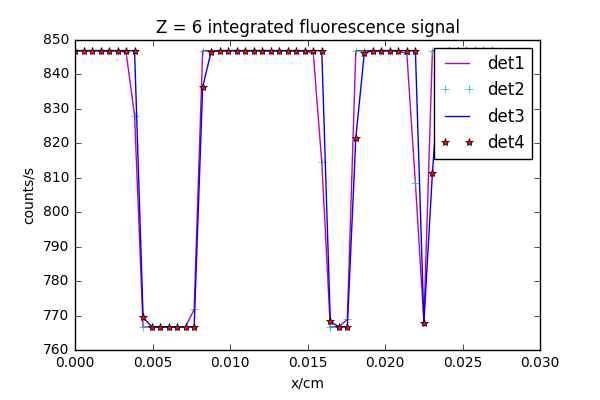 Z = 6 integrated fluorescence signal
850
840
830
820
810
800
790
780
770
760
counts/s
det1
det2
det3
det4
0.000 0.005 0.010 0.015 0.020 0.025 0.030
x/cm